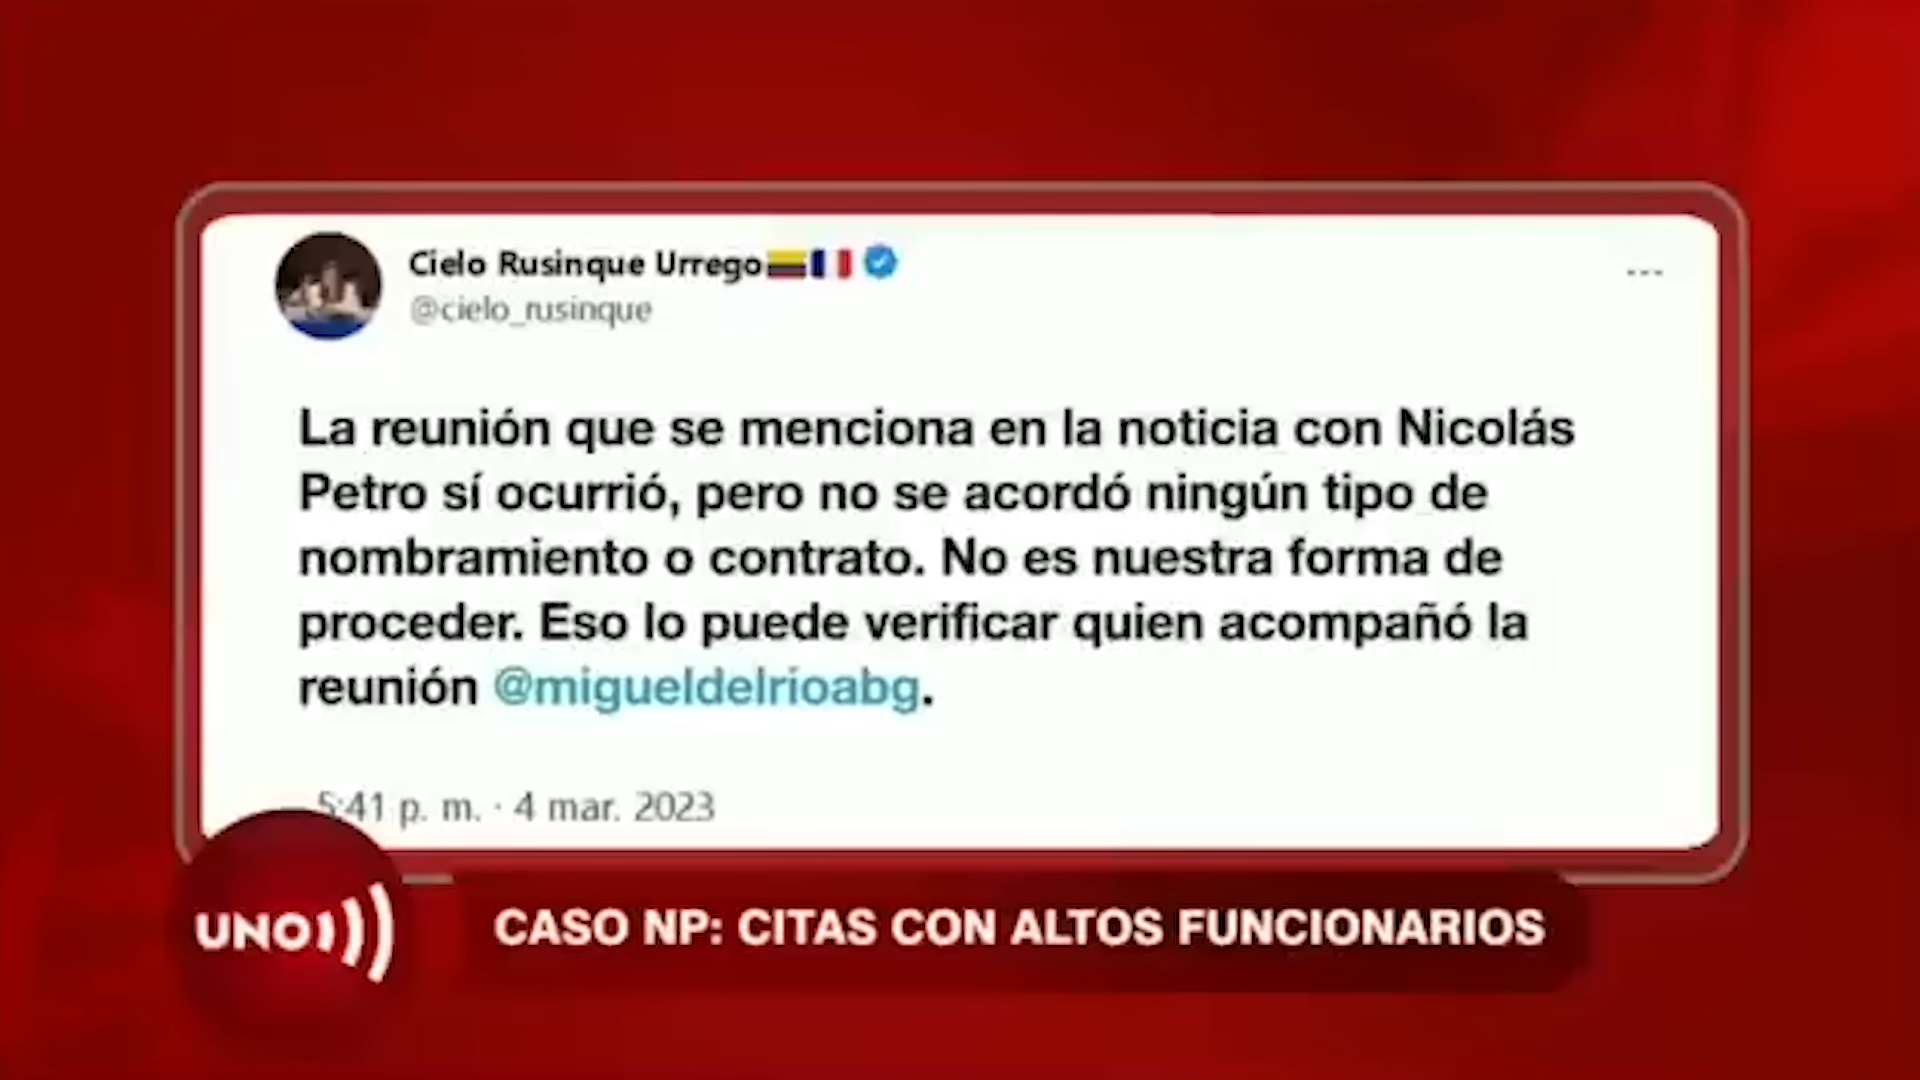 Cielo Rusinque Urrego
@cielo_rusinque
La reunión que se menciona en la noticia con Nicolás
Petro sí ocurrió, pero no se acordó ningún tipo de
nombramiento o contrato. No es nuestra forma de
proceder. Eso lo puede verificar quien acompañó la
reunión @migueldelrioabg.
5:41 p. m. · 4 mar. 2023
UNO
CASO NP: CITAS CON ALTOS FUNCIONARIOS